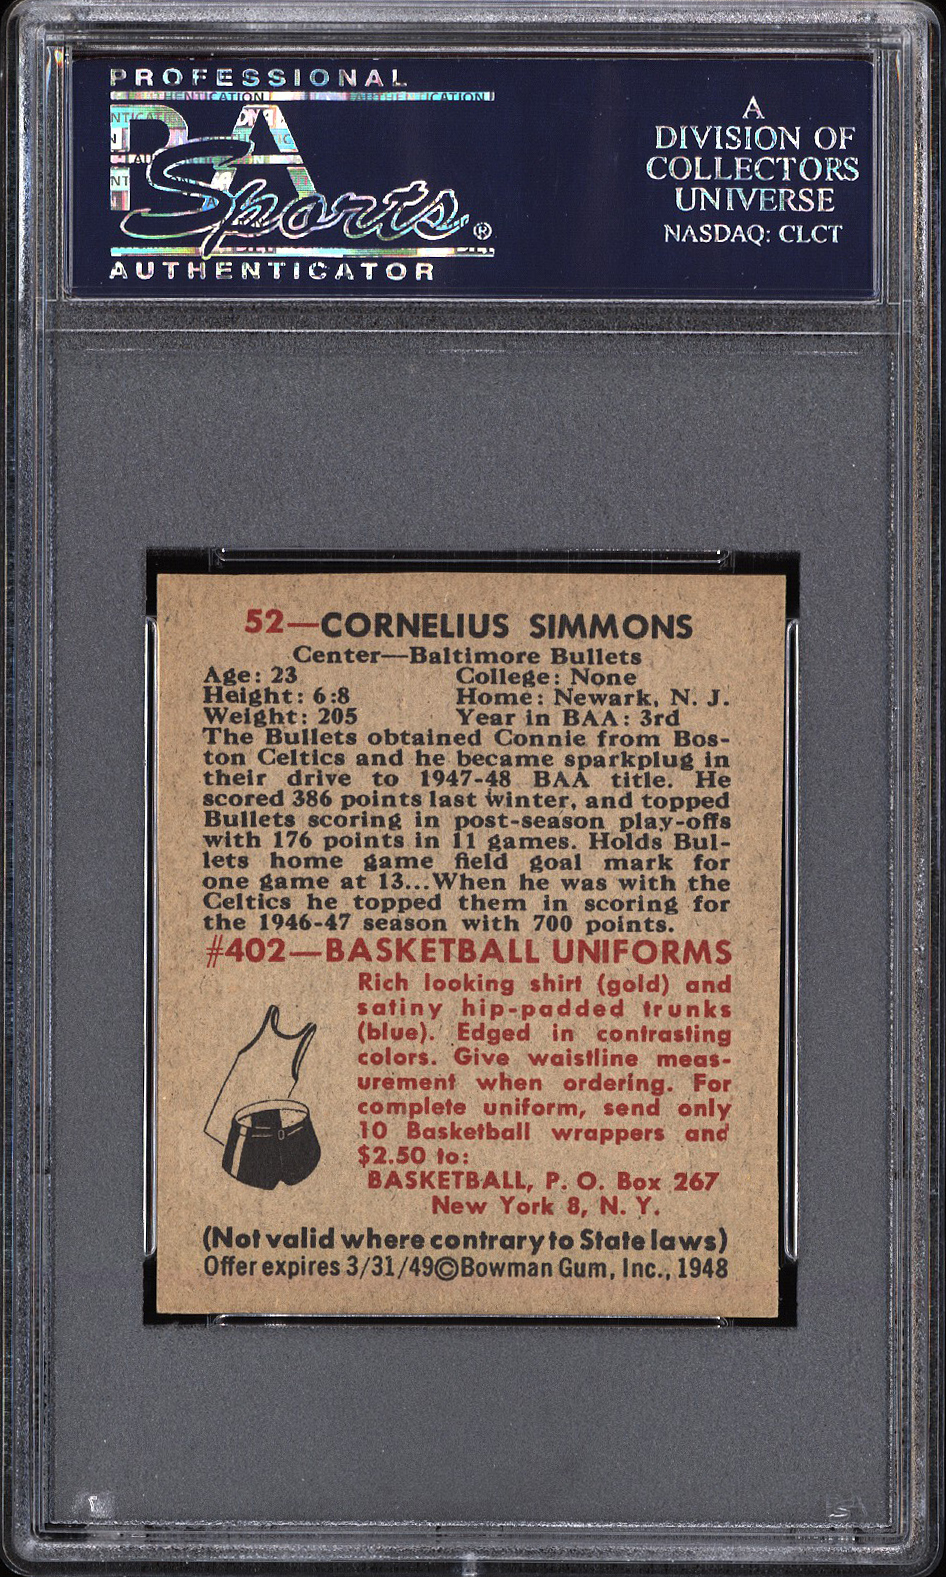 PROFESSIONAL
PSA
Sports®
AUTHENTICATOR
A
DIVISION OF
COLLECTORS
UNIVERSE
NASDAQ: CLCT
52—CORNELIUS SIMMONS
Center—Baltimore Bullets
Age: 23 College: None
Height: 6:8 Home: Newark, N. J.
Weight: 205 Year in BAA: 3rd
The Bullets obtained Connie from Bos-
ton Celtics and he became sparkplug in
their drive to 1947-48 BAA title. He
scored 386 points last winter, and topped
Bullets scoring in post-season play-offs
with 176 points in 11 games. Holds Bul-
lets home game field goal mark for
one game at 13...When he was with the
Celtics he topped them in scoring for
the 1946-47 season with 700 points.
#402—BASKETBALL UNIFORMS
Rich looking shirt (gold) and
satiny hip-padded trunks
(blue). Edged in contrasting
colors. Give waistline meas-
urement when ordering. For
complete uniform, send only
10 Basketball wrappers and
$2.50 to:
BASKETBALL, P. O. Box 267
New York 8, N. Y.
(Not valid where contrary to State laws)
Offer expires 3/31/49©Bowman Gum, Inc., 1948